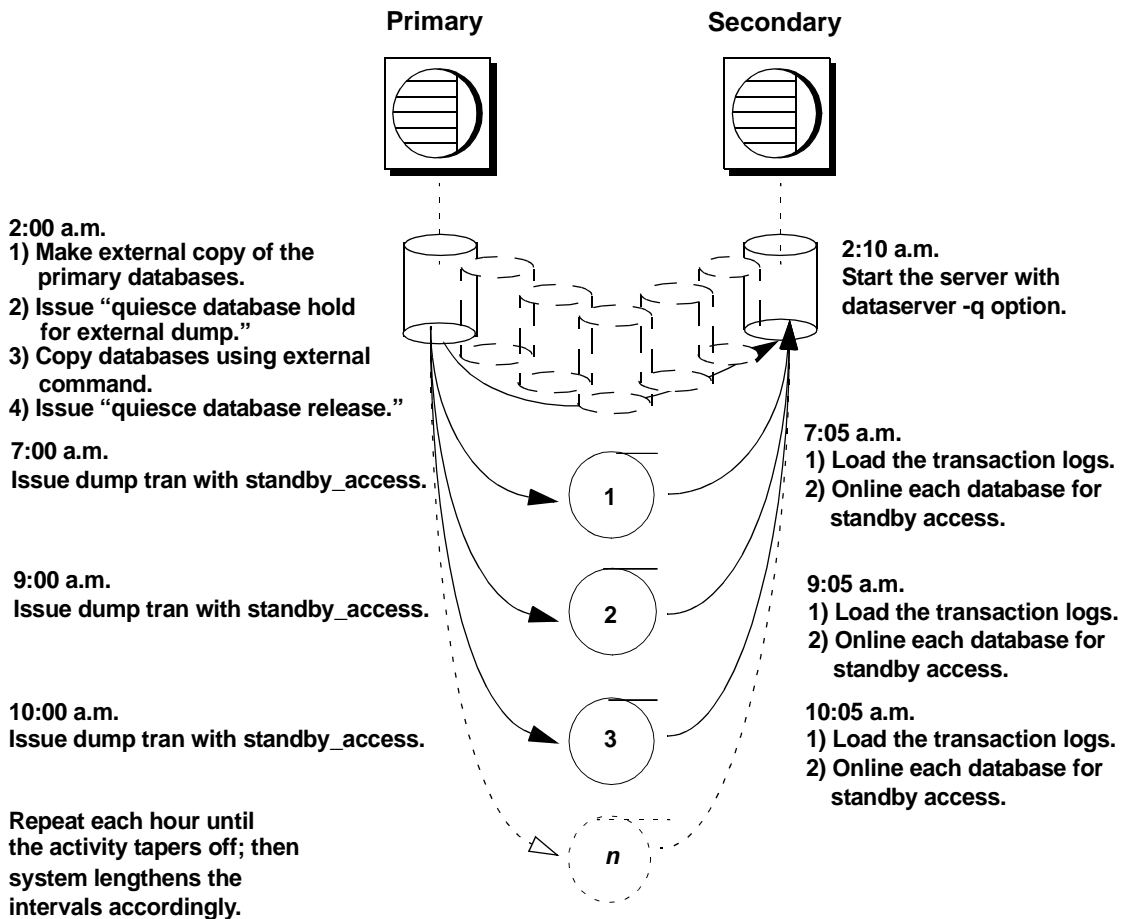 Primary
Secondary
2:00 a.m.
1) Make external copy of the
primary databases.
2) Issue “quiesce database hold
for external dump.”
3) Copy databases using external
command.
4) Issue “quiesce database release.”
2:10 a.m.
Start the server with
dataserver -q option.
7:00 a.m.
Issue dump tran with standby_access.
1
7:05 a.m.
1) Load the transaction logs.
2) Online each database for
standby access.
9:00 a.m.
Issue dump tran with standby_access.
2
9:05 a.m.
1) Load the transaction logs.
2) Online each database for
standby access.
10:00 a.m.
Issue dump tran with standby_access.
3
10:05 a.m.
1) Load the transaction logs.
2) Online each database for
standby access.
Repeat each hour until
the activity tapers off; then
system lengthens the
intervals accordingly.
n